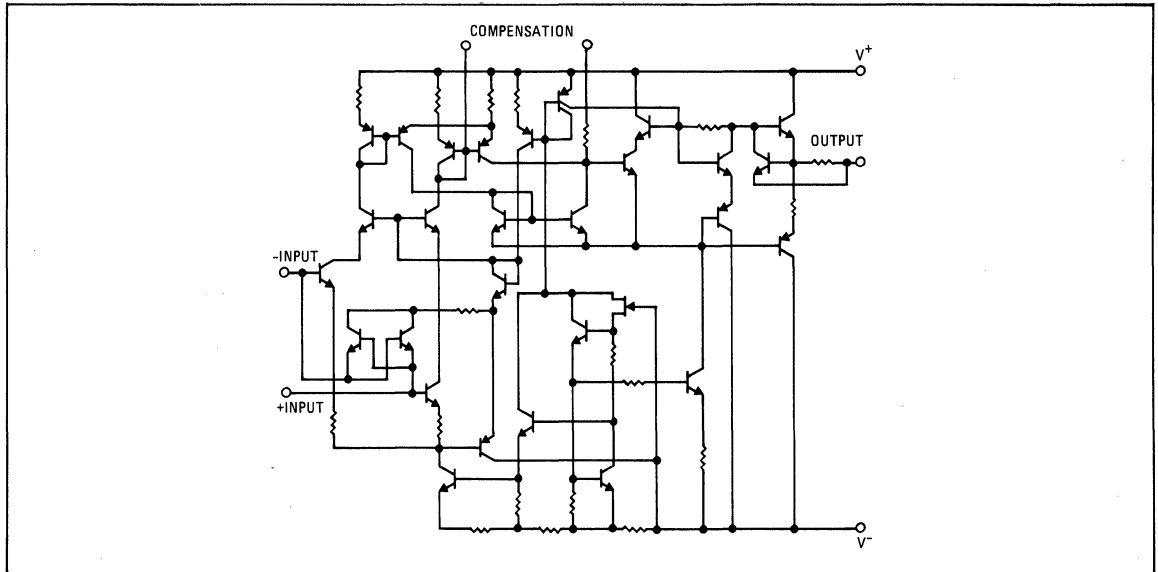 COMPENSATION
V+
OUTPUT
-INPUT
+INPUT
V-